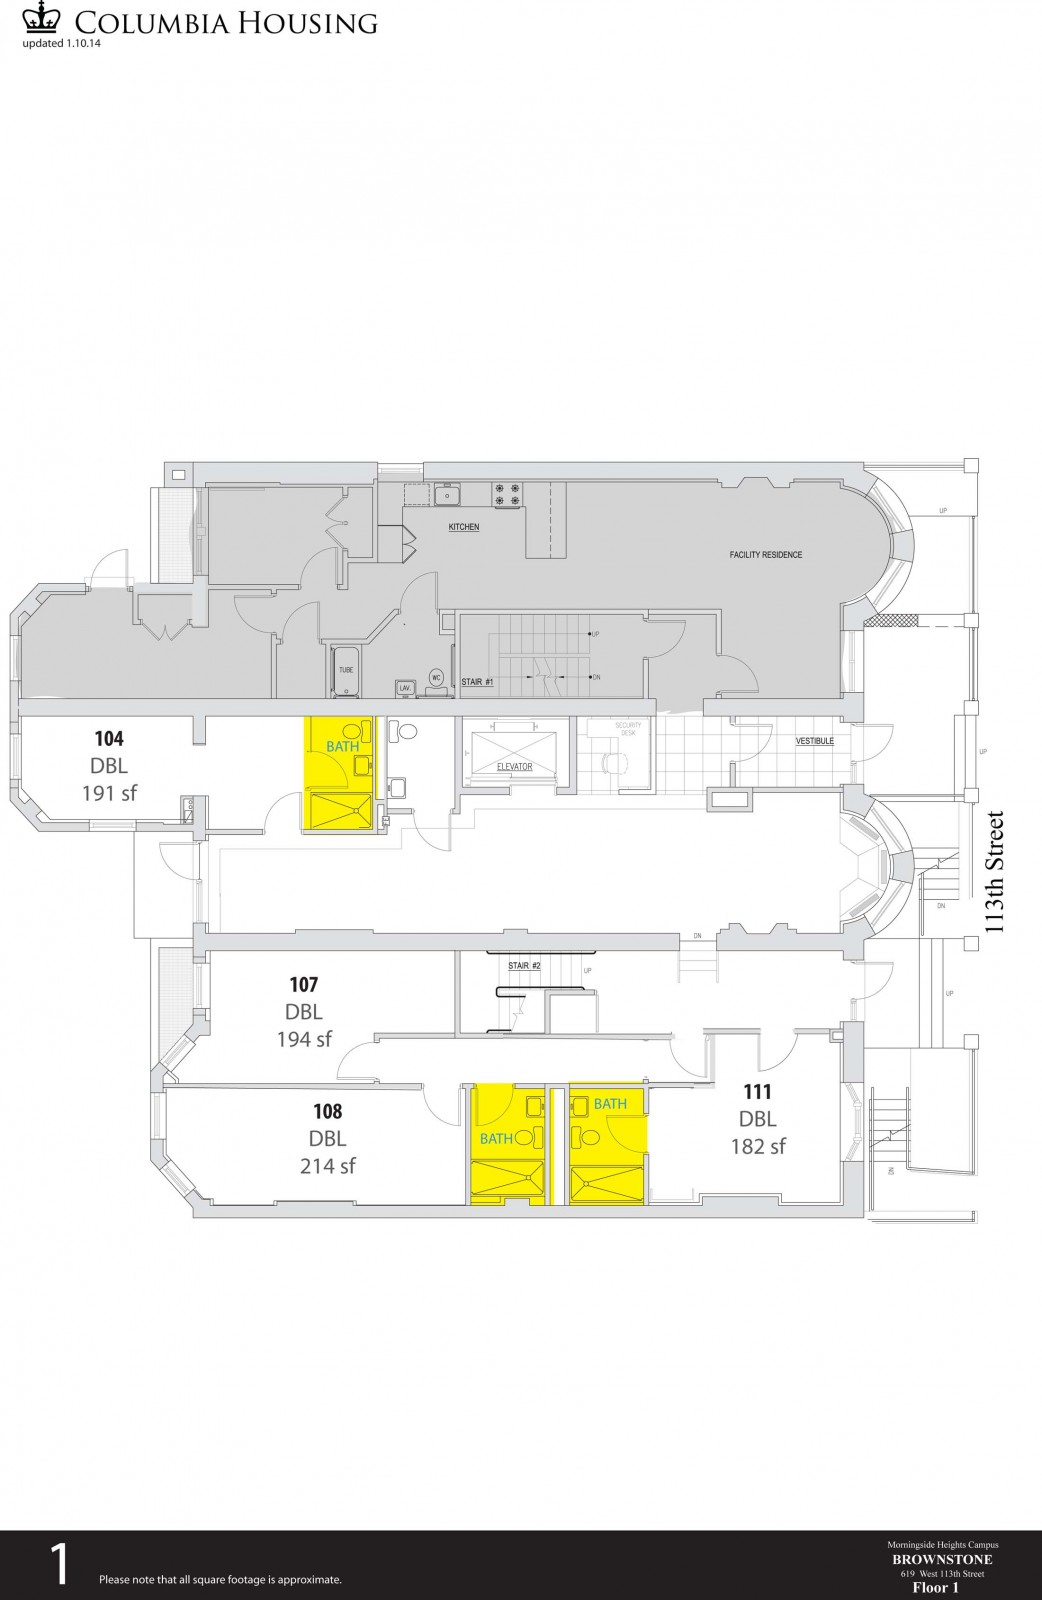 COLUMBIA HOUSING
updated 1.10.14
UP
KITCHEN
FACILITY RESIDENCE
UP
TUBE
WC
LAV.
STAIR #1
DN
104
DBL
191 sf
BATH
ELEVATOR
SECURITY
DESK
VESTIBULE
UP
113th Street
DN
DN
107
DBL
194 sf
STAIR #2
UP
UP
108
DBL
214 sf
BATH
BATH
111
DBL
182 sf
DN
1
Please note that all square footage is approximate.
Morningside Heights Campus
BROWNSTONE
619 West 113th Street
Floor 1